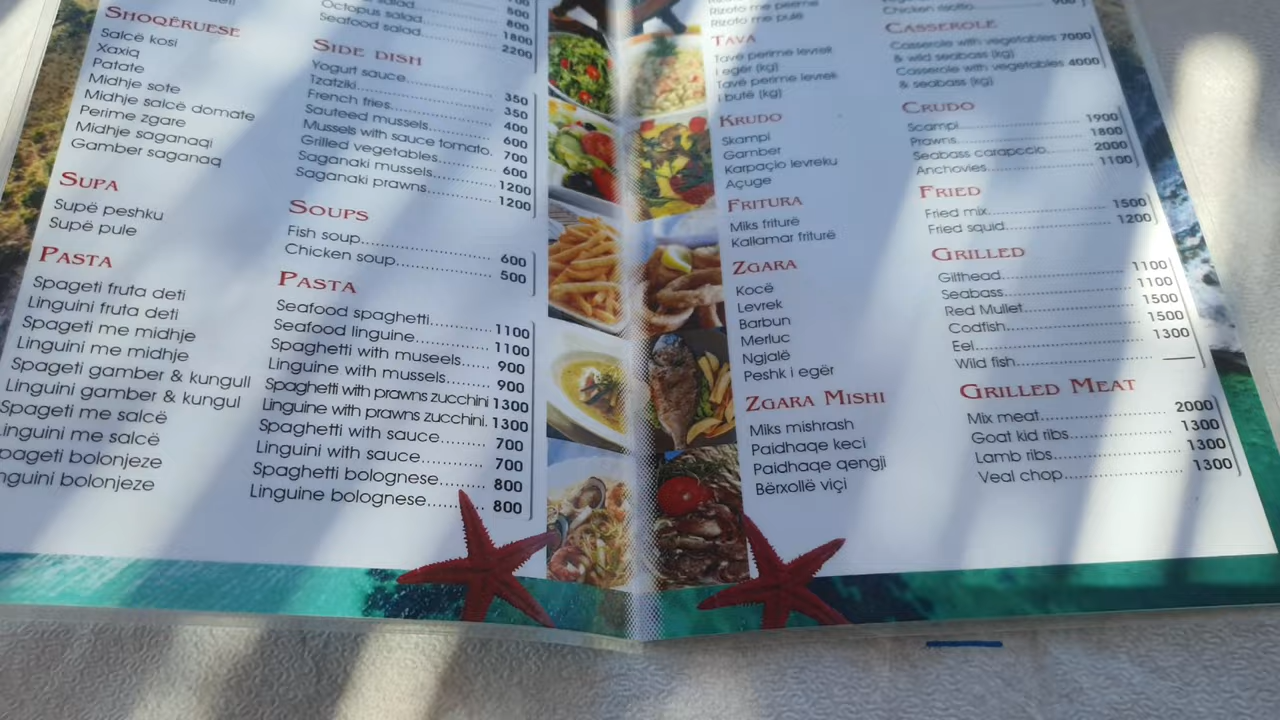 SHOQËRUESE
Salcë kosi
Xaxiq
Patate
Midhje sote
Midhje salcë domate
Perime zgare
Midhje saganaqi
Gamber saganaq
SUPA
Supë peshku
Supë pule
PASTA
Spageti fruta deti
Linguini fruta deti
Spageti me midhje
Linguini me midhje
Spageti gamber & kungull
Linguini gamber & kungul
Spageti me salcë
Linguini me salcë
pageti bolonjeze
nguini bolonjeze
Octopus salad
Seafood salad
500
800
1800
2200
SIDE DISH
Yogurt sauce 350
Tzatziki 350
French fries 400
Sauteed mussels 600
Mussels with sauce tomato. 700
Grilled vegetables 600
Saganaki mussels 1200
Saganaki prawns 1200
SOUPS
Fish soup 600
Chicken soup 500
PASTA
Seafood spaghetti 1100
Seafood linguine 1100
Spaghetti with museels 900
Linguine with mussels 900
Spaghetti with prawns zucchini 1300
Linguine with prawns zucchini. 1300
Spaghetti with sauce 700
Linguini with sauce 700
Spaghetti bolognese 800
Linguine bolognese 800
Rizoto me perime
Rizoto me pule
TAVA
Tavë perime levrek
i egër (kg)
Tavë perime levrek
i butë (kg)
KRUDO
Skampi
Gamber
Karpaçio levreku
Açuge
FRITURA
Miks friturë
Kallamar friturë
ZGARA
Kocë
Levrek
Barbun
Merluc
Ngjalë
Peshk i egër
ZGARA MISHI
Miks mishrash
Paidhaqe keci
Paidhaqe qengji
Bërxollë viçi
Chicken risotto 900
CASSEROLE
Casserole with vegetables 7000
& wild seabass (kg)
Casserole with vegetables 4000
& seabass (kg)
CRUDO
Scampi 1900
Prawns 1800
Seabass carapccio 2000
Anchovies 1100
FRIED
Fried mix 1500
Fried squid 1200
GRILLED
Gilthead 1100
Seabass 1100
Red Mullet 1500
Codfish 1500
Eel 1300
Wild fish
GRILLED MEAT
Mix meat 2000
Goat kid ribs 1300
Lamb ribs 1300
Veal chop 1300